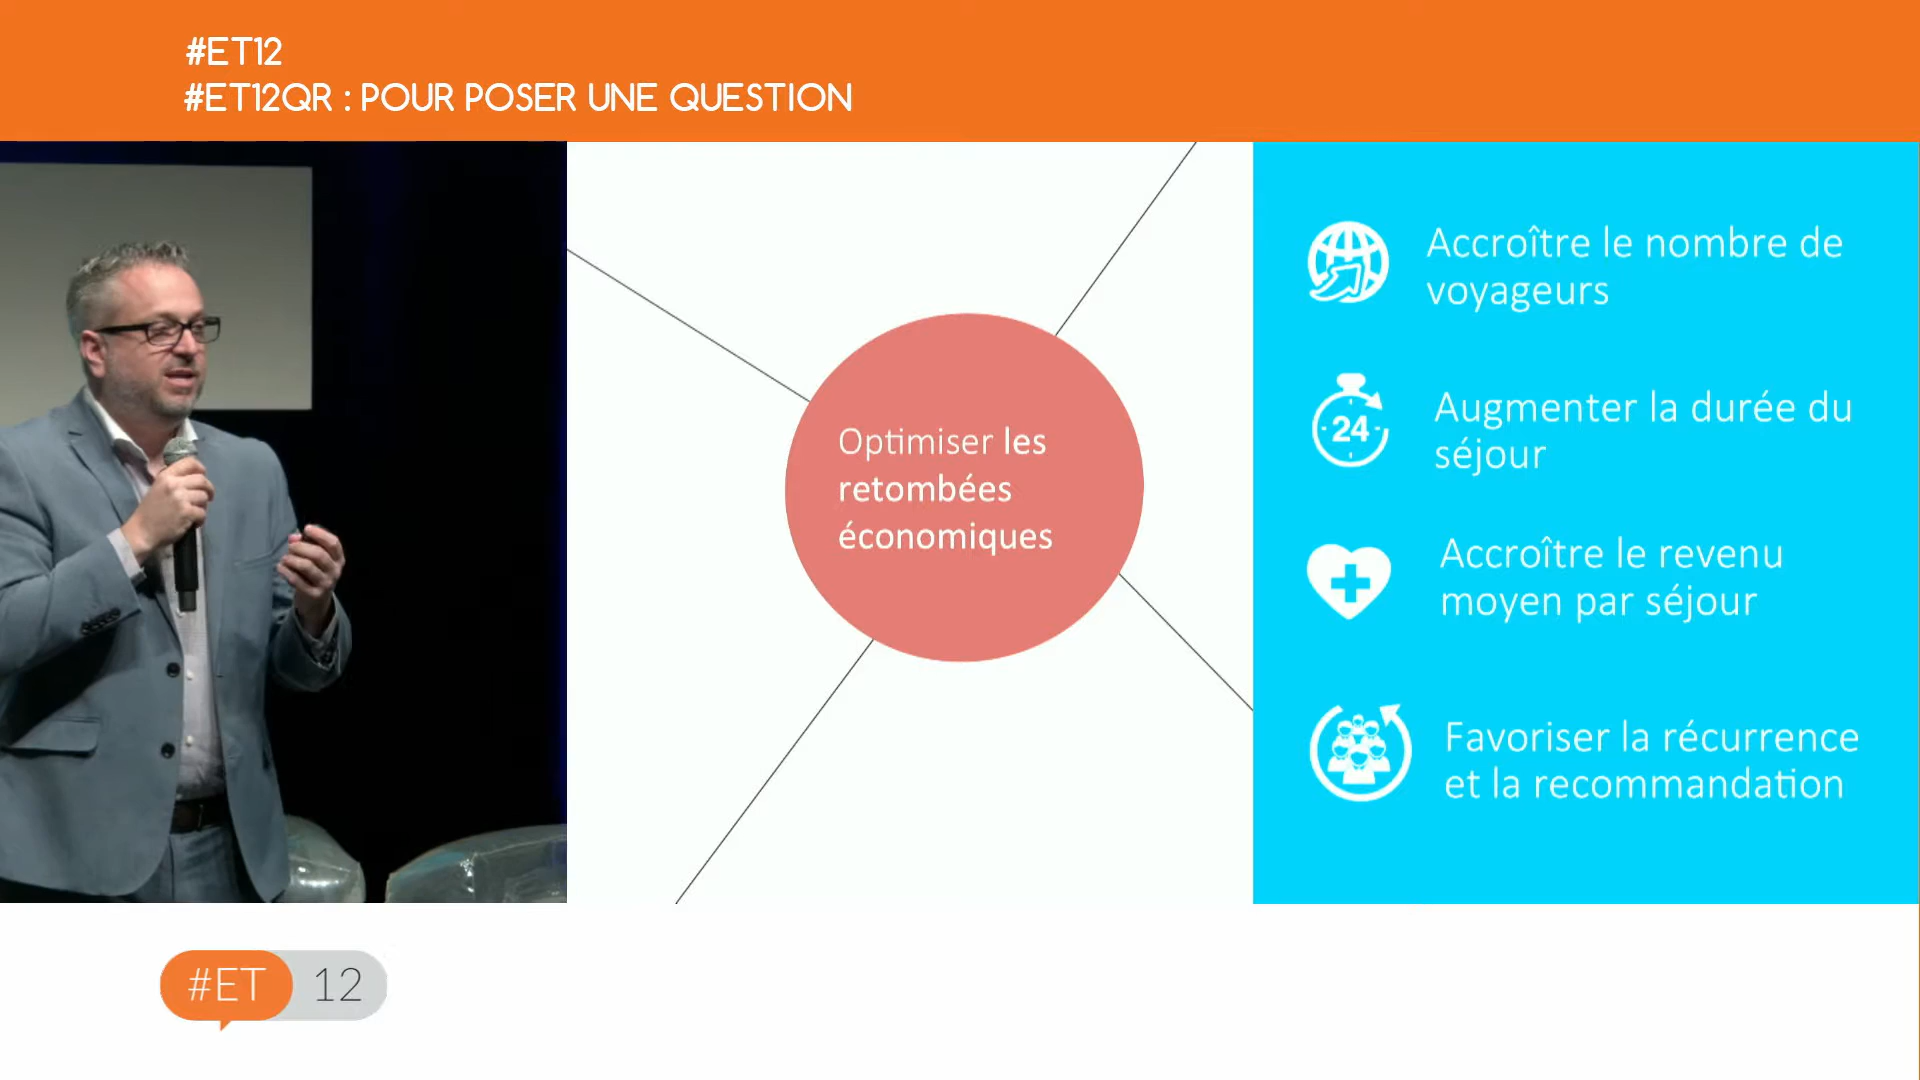 #ET12
#ET12QR : POUR POSER UNE QUESTION
Optimiser les
retombées
économiques
Accroître le nombre de
voyageurs
24
Augmenter la durée du
séjour
Accroître le revenu
moyen par séjour
Favoriser la récurrence
et la recommandation
#ET 12